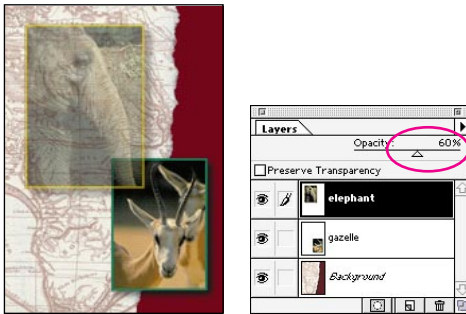 Layers
Opacity: 60%
Preserve Transparency
elephant
gazelle
Background